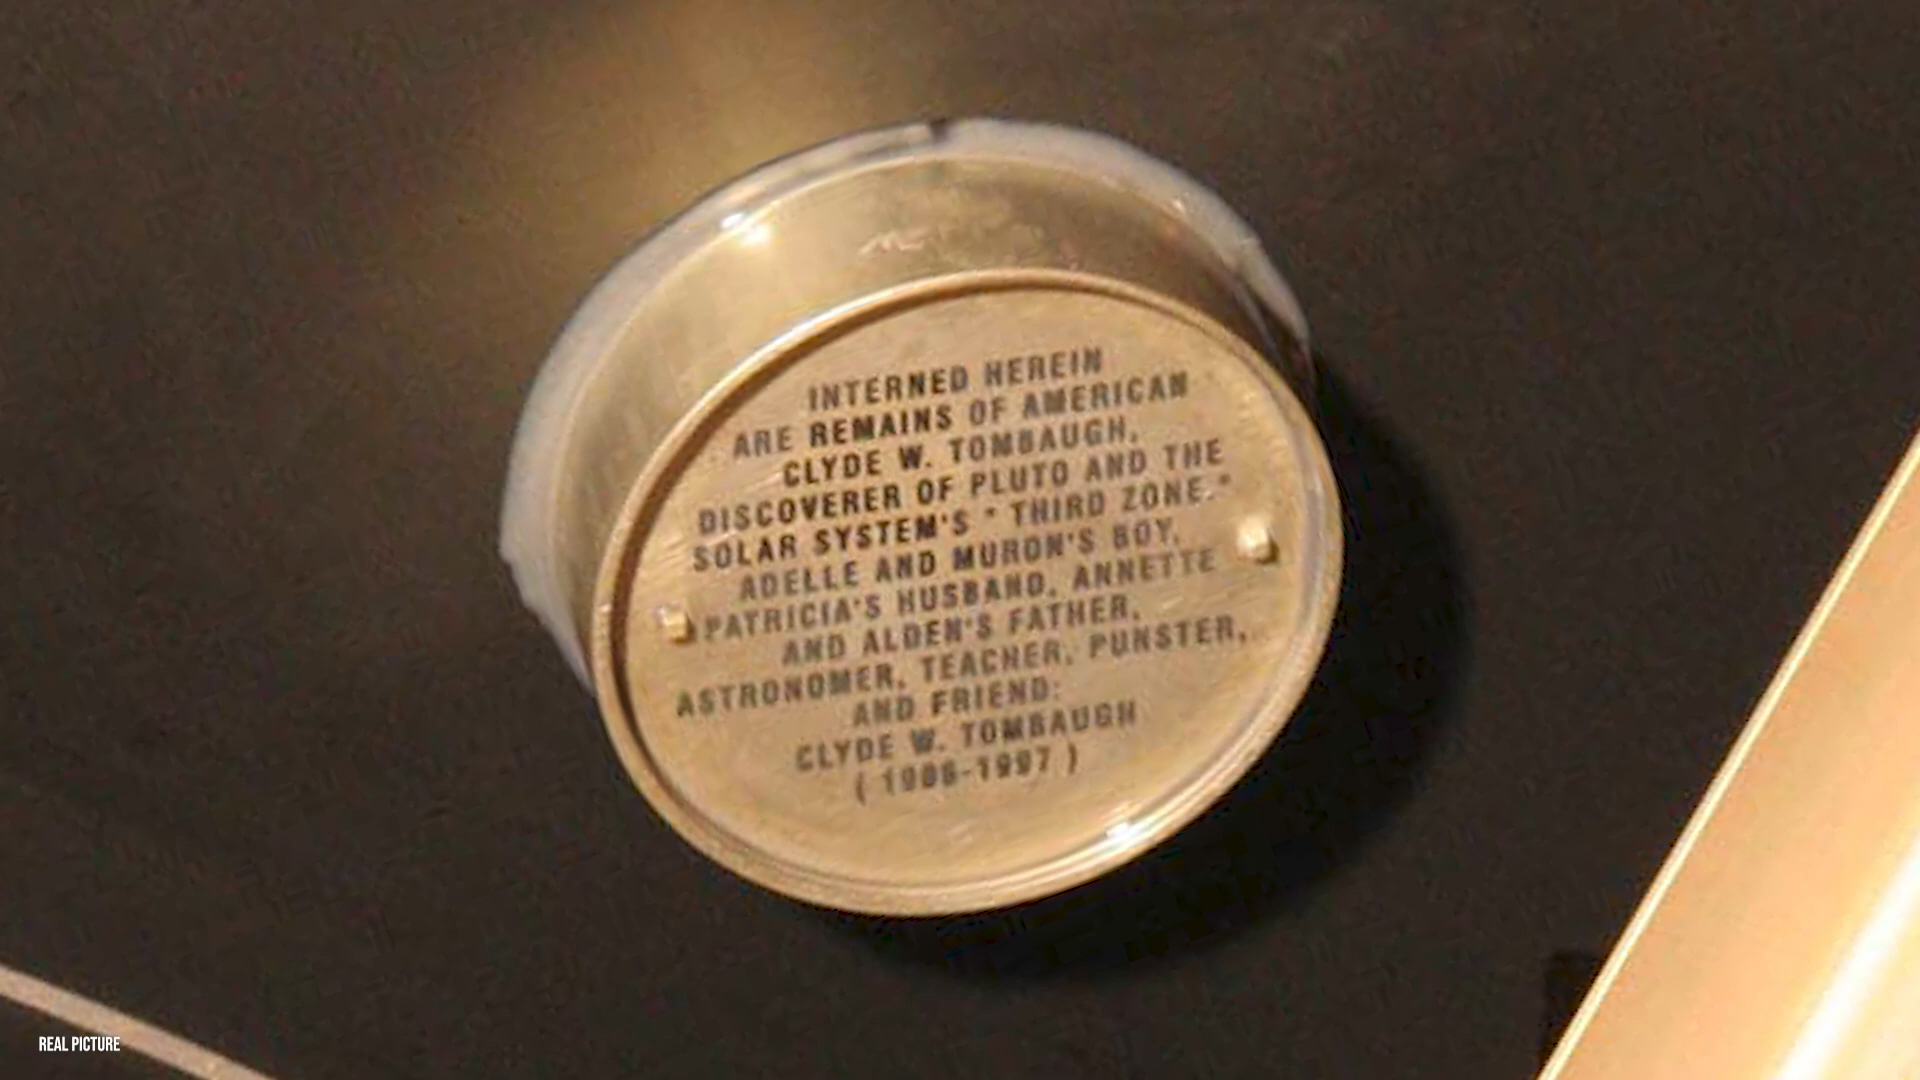 INTERNED HEREIN
ARE REMAINS OF AMERICAN
CLYDE W. TOMBAUGH,
DISCOVERER OF PLUTO AND THE
SOLAR SYSTEM'S "THIRD ZONE."
ADELLE AND MURON'S BOY,
PATRICIA'S HUSBAND, ANNETTE
AND ALDEN'S FATHER,
ASTRONOMER, TEACHER, PUNSTER,
AND FRIEND:
CLYDE W. TOMBAUGH
(1906-1997)
REAL PICTURE